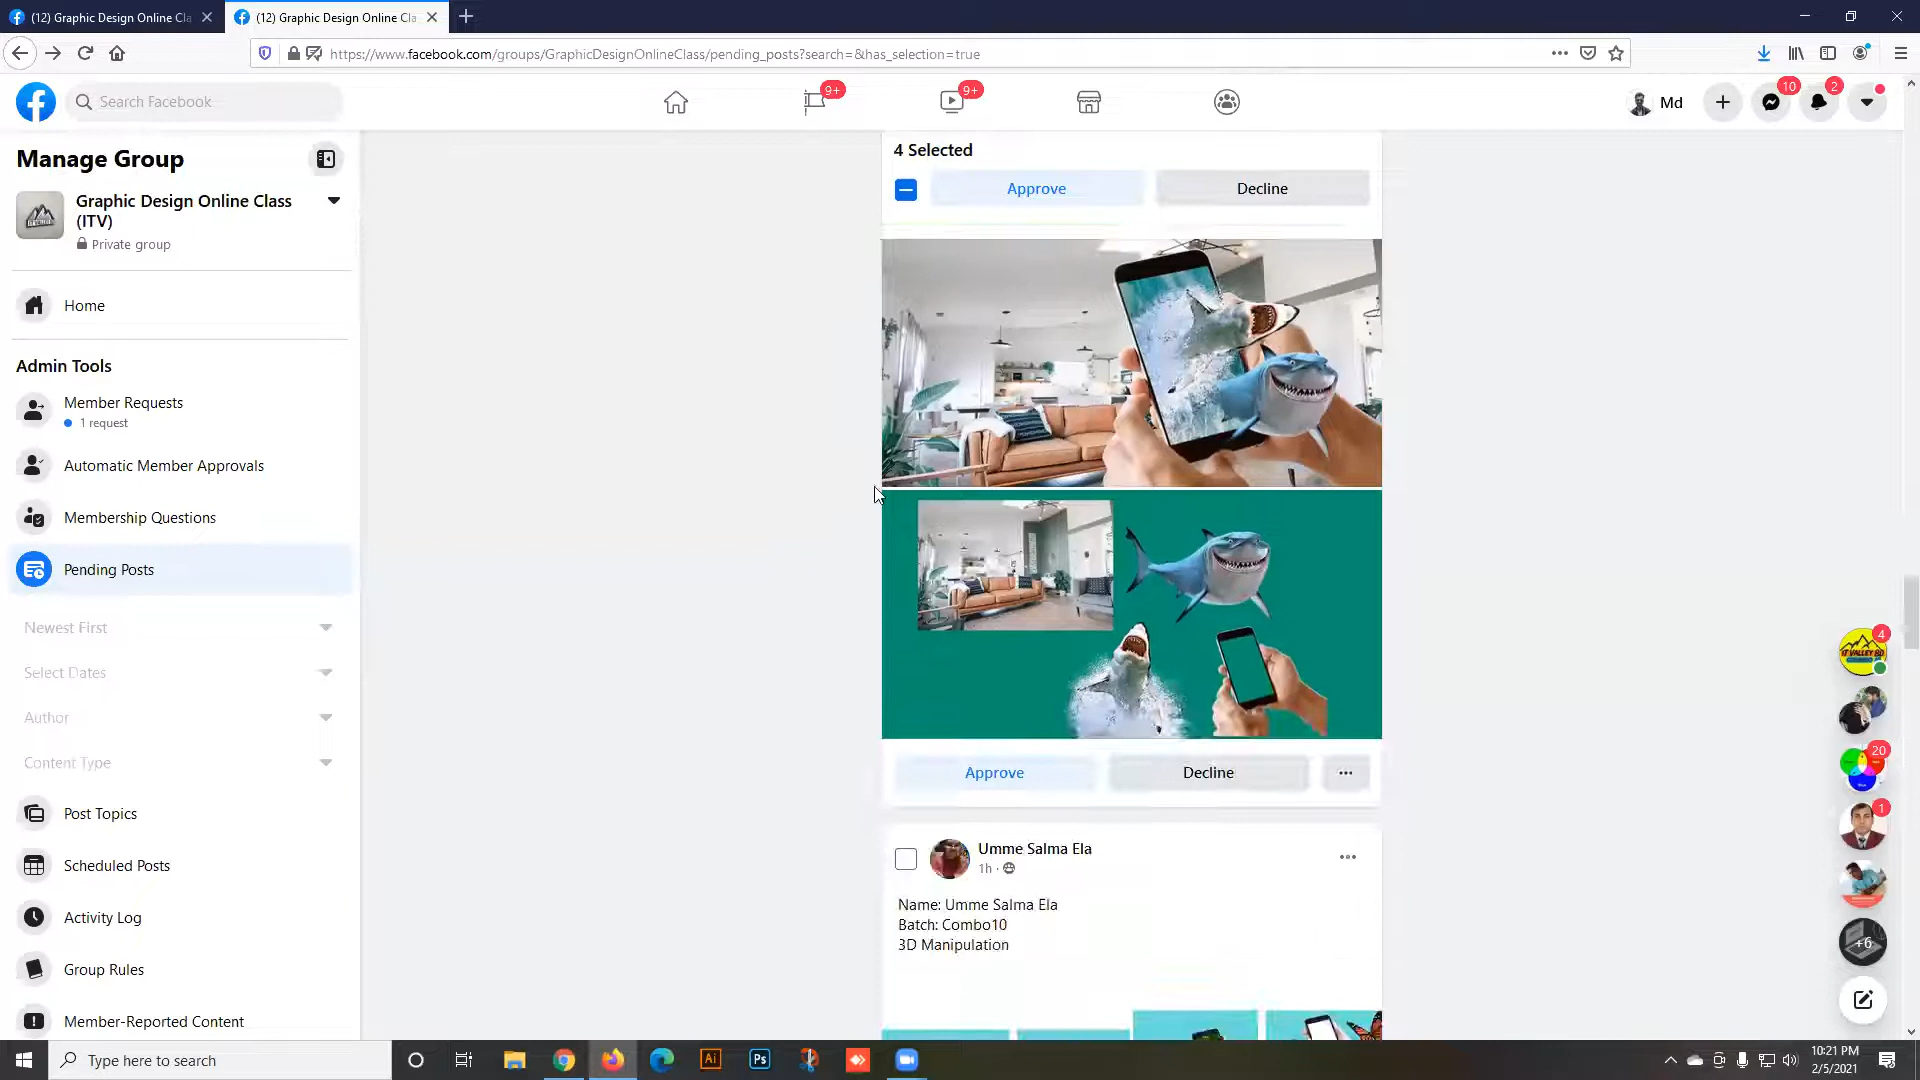 (12) Graphic Design Online Cla
(12) Graphic Design Online Cla
https://www.facebook.com/groups/GraphicDesignOnlineClass/pending_posts?search=&has_selection=true
Search Facebook
9+
9+
Md
10
2
Manage Group
Graphic Design Online Class
(ITV)
Private group
Home
Admin Tools
Member Requests
1 request
Automatic Member Approvals
Membership Questions
Pending Posts
Newest First
Select Dates
Author
Content Type
Post Topics
Scheduled Posts
Activity Log
Group Rules
Member-Reported Content
4 Selected
Approve
Decline
Approve
Decline
Umme Salma Ela
1h
Name: Umme Salma Ela
Batch: Combo10
3D Manipulation
4
IT VALLEY BD
20
1
+6
Type here to search
Ai
Ps
10:21 PM
2/5/2021